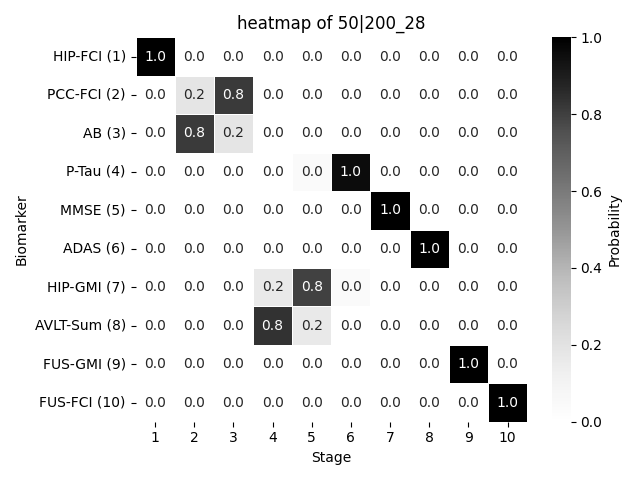 heatmap of 50|200_28
HIP-FCI (1) 1.0 0.0 0.0 0.0 0.0 0.0 0.0 0.0 0.0 0.0
PCC-FCI (2) 0.0 0.2 0.8 0.0 0.0 0.0 0.0 0.0 0.0 0.0
AB (3) 0.0 0.8 0.2 0.0 0.0 0.0 0.0 0.0 0.0 0.0
P-Tau (4) 0.0 0.0 0.0 0.0 0.0 1.0 0.0 0.0 0.0 0.0
MMSE (5) 0.0 0.0 0.0 0.0 0.0 0.0 1.0 0.0 0.0 0.0
ADAS (6) 0.0 0.0 0.0 0.0 0.0 0.0 0.0 1.0 0.0 0.0
HIP-GMI (7) 0.0 0.0 0.0 0.2 0.8 0.0 0.0 0.0 0.0 0.0
AVLT-Sum (8) 0.0 0.0 0.0 0.8 0.2 0.0 0.0 0.0 0.0 0.0
FUS-GMI (9) 0.0 0.0 0.0 0.0 0.0 0.0 0.0 0.0 1.0 0.0
FUS-FCI (10) 0.0 0.0 0.0 0.0 0.0 0.0 0.0 0.0 0.0 1.0
1 2 3 4 5 6 7 8 9 10
Stage
Biomarker
1.0
0.8
0.6
0.4
0.2
0.0
Probability